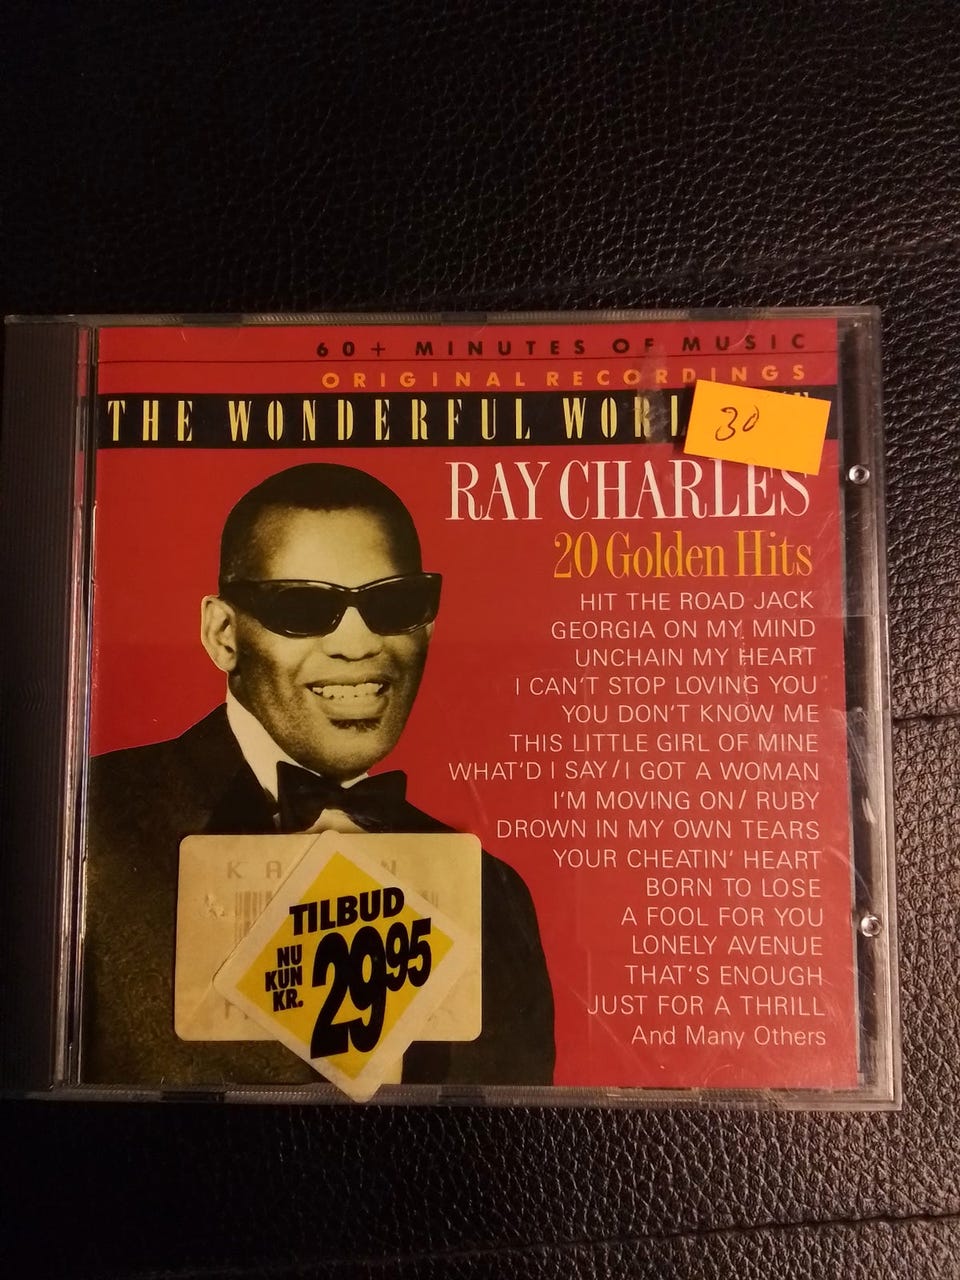 60+ MINUTES OF MUSIC
ORIGINAL RECORDINGS
THE WONDERFUL
30
RAY CHARLES
20 Golden Hits
HIT THE ROAD JACK
GEORGIA ON MY MIND
UNCHAIN MY HEART
I CAN'T STOP LOVING YOU
YOU DON'T KNOW ME
THIS LITTLE GIRL OF MINE
WHAT'D I SAY/I GOT A WOMAN
I'M MOVING ON/ RUBY
DROWN IN MY OWN TEARS
YOUR CHEATIN' HEART
BORN TO LOSE
A FOOL FOR YOU
LONELY AVENUE
THAT'S ENOUGH
JUST FOR A THRILL
And Many Others
TILBUD
NU
KUN
KR.
29.95